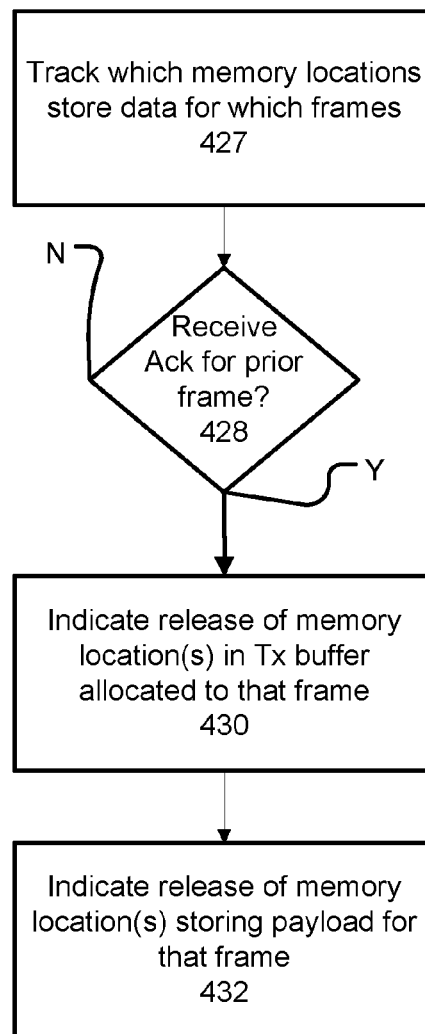 Track which memory locations
store data for which frames
427
N
Receive
Ack for prior
frame?
428
Y
Indicate release of memory
location(s) in Tx buffer
allocated to that frame
430
Indicate release of memory
location(s) storing payload for
that frame
432